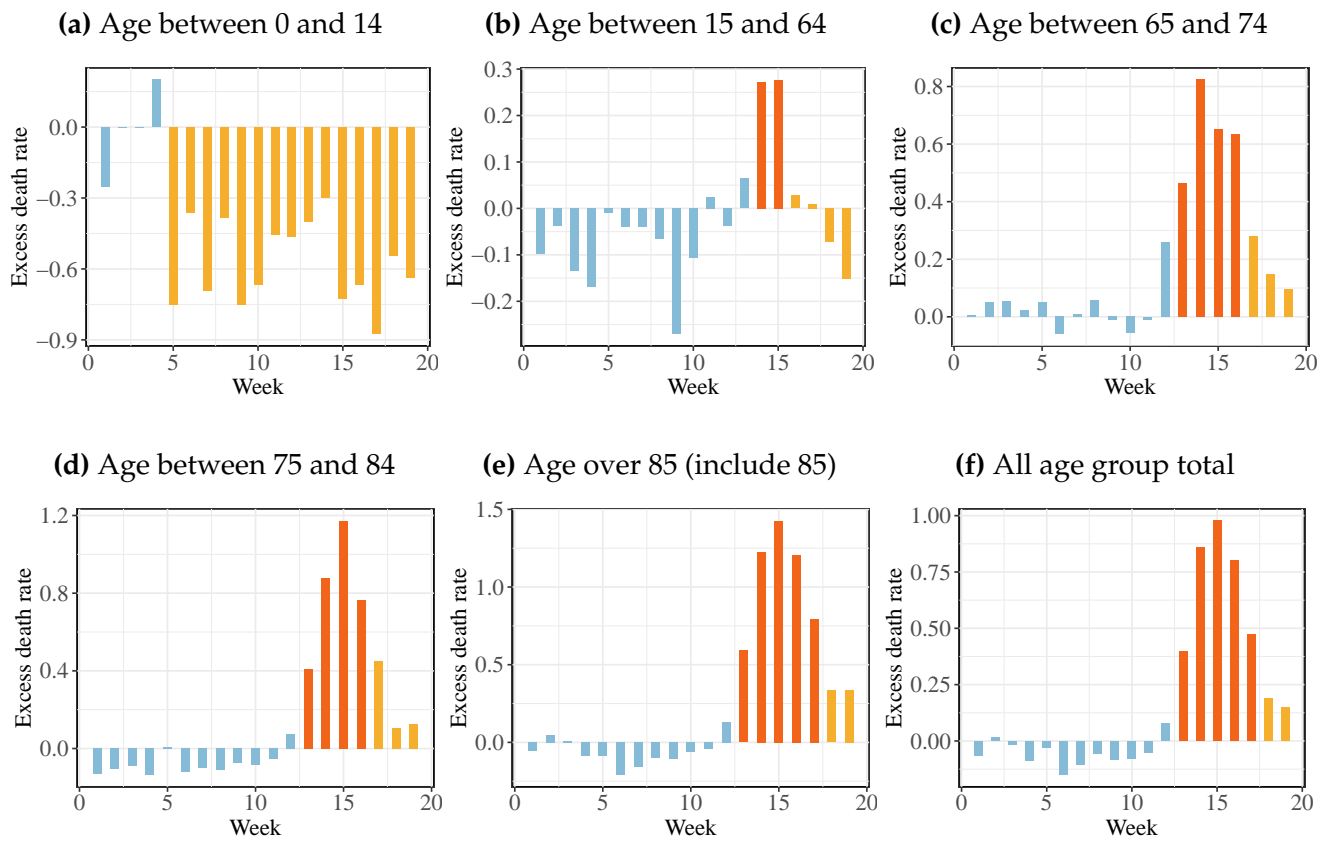 (a) Age between 0 and 14
Excess death rate
0.0
−0.3
−0.6
−0.9
0 5 10 15 20
Week
(b) Age between 15 and 64
Excess death rate
0.3
0.2
0.1
0.0
−0.1
−0.2
0 5 10 15 20
Week
(c) Age between 65 and 74
Excess death rate
0.8
0.6
0.4
0.2
0.0
0 5 10 15 20
Week
(d) Age between 75 and 84
Excess death rate
1.2
0.8
0.4
0.0
0 5 10 15 20
Week
(e) Age over 85 (include 85)
Excess death rate
1.5
1.0
0.5
0.0
0 5 10 15 20
Week
(f) All age group total
Excess death rate
1.00
0.75
0.50
0.25
0.00
0 5 10 15 20
Week